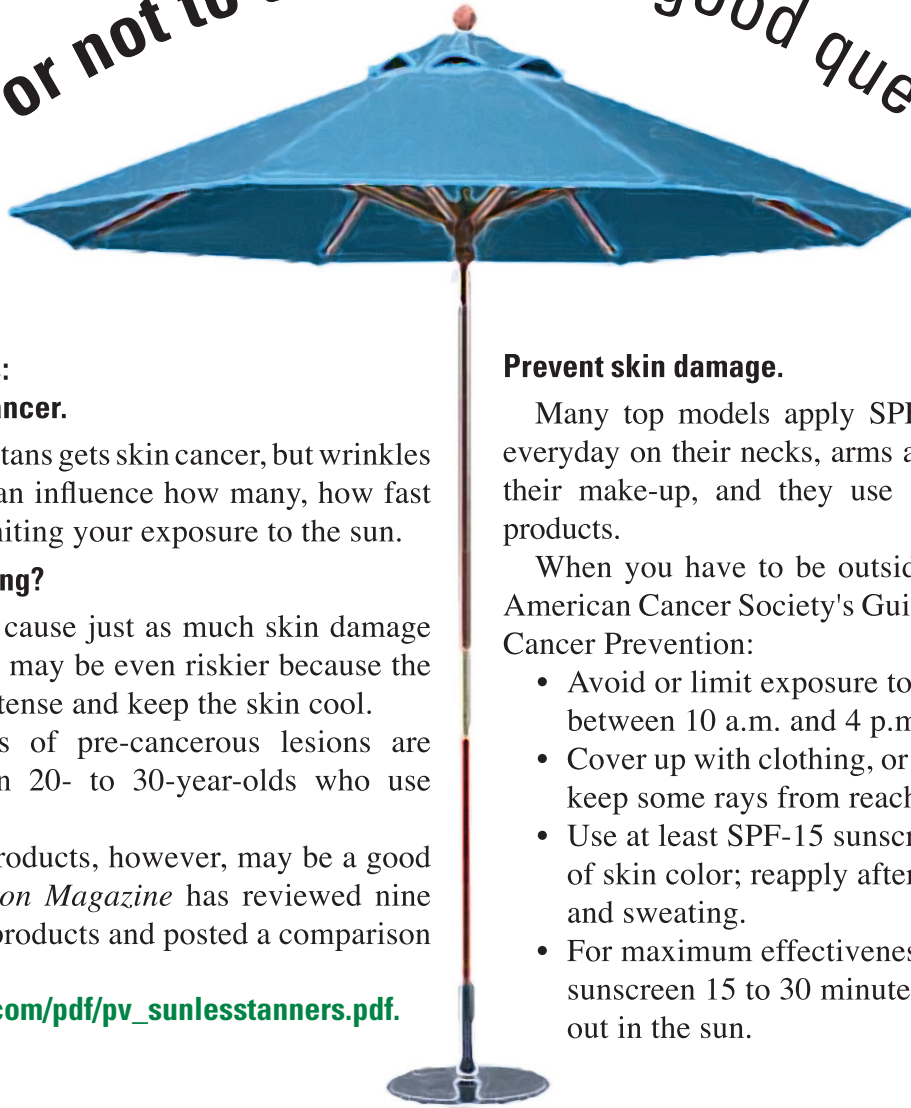 or not to
good que
:
ancer.
tans gets skin cancer, but wrinkles
an influence how many, how fast
niting your exposure to the sun.
ng?
cause just as much skin damage
may be even riskier because the
tense and keep the skin cool.
s of pre-cancerous lesions are
n 20- to 30-year-olds who use
roducts, however, may be a good
on Magazine has reviewed nine
products and posted a comparison
com/pdf/pv_sunlesstanners.pdf.
Prevent skin damage.
Many top models apply SPF
everyday on their necks, arms a
their make-up, and they use
products.
When you have to be outsid
American Cancer Society's Gui
Cancer Prevention:
• Avoid or limit exposure to
between 10 a.m. and 4 p.m
• Cover up with clothing, or
keep some rays from reach
• Use at least SPF-15 sunscr
of skin color; reapply after
and sweating.
• For maximum effectivenes
sunscreen 15 to 30 minute
out in the sun.